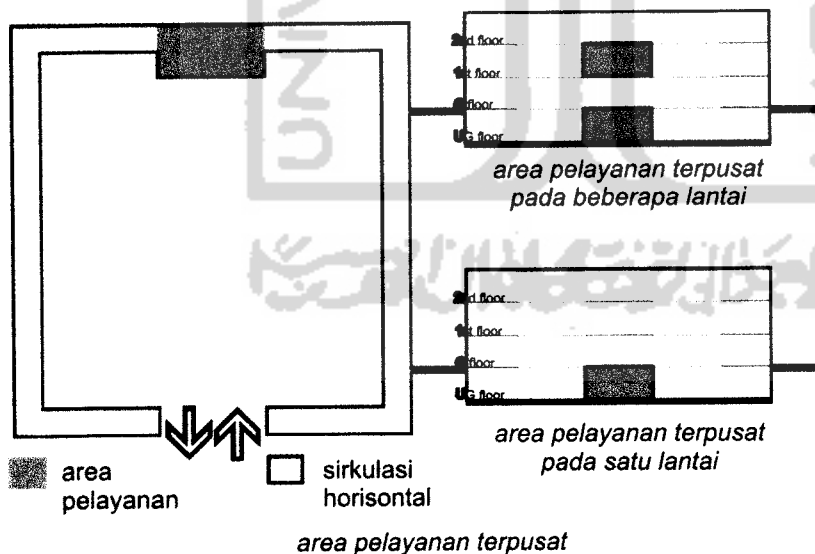 2nd floor
1st floor
G floor
UG floor
area pelayanan terpusat
pada beberapa lantai
2nd floor
1st floor
G floor
UG floor
area pelayanan terpusat
pada satu lantai
area
pelayanan
sirkulasi
horisontal
area pelayanan terpusat